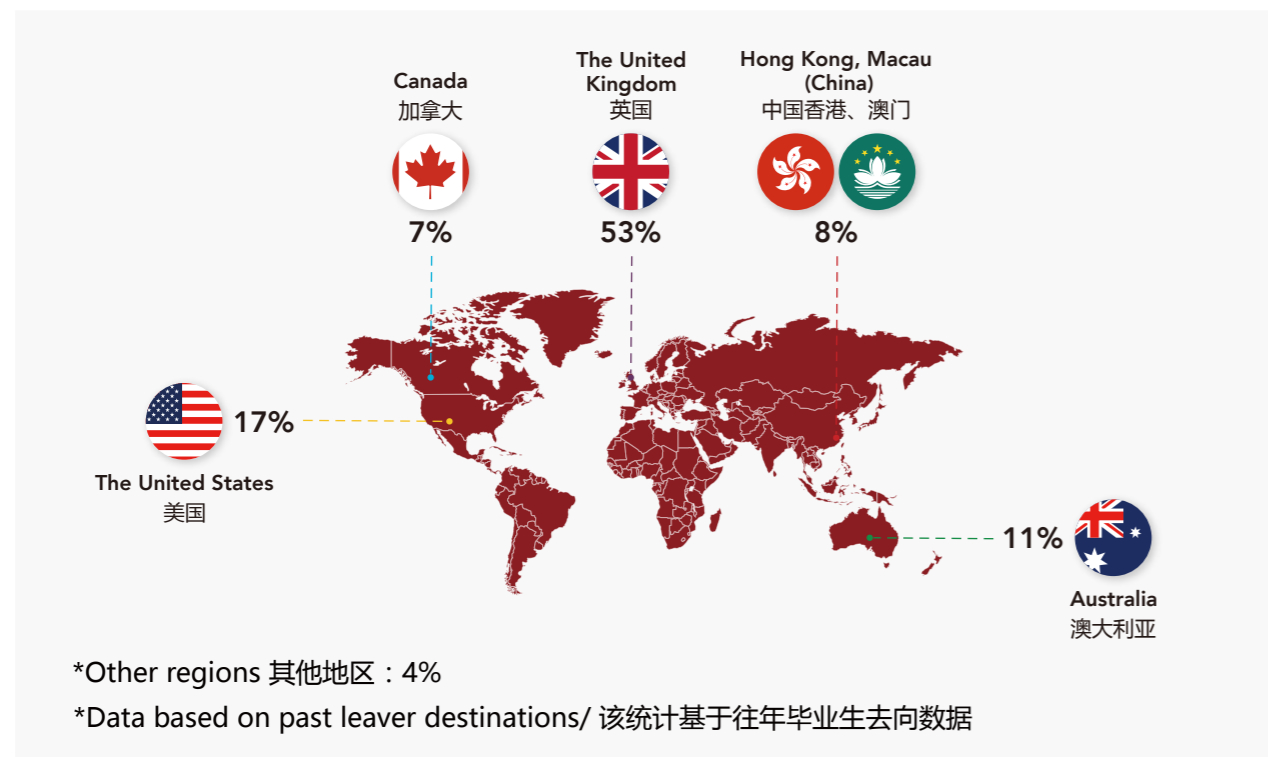 Canada
加拿大
7%
The United
Kingdom
英国
53%
Hong Kong, Macau
(China)
中国香港、澳门
8%
17%
The United States
美国
11%
Australia
澳大利亚
*Other regions 其他地区：4%
*Data based on past leaver destinations/ 该统计基于往年毕业生去向数据